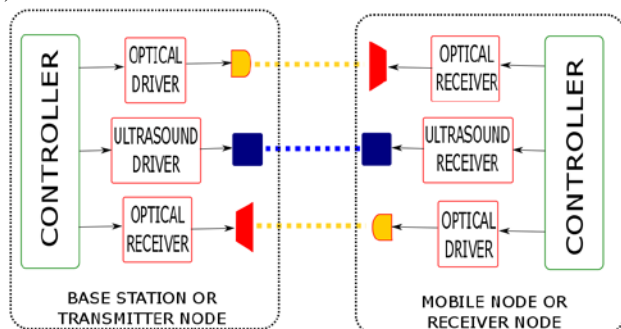 CONTROLLER
OPTICAL
DRIVER
ULTRASOUND
DRIVER
OPTICAL
RECEIVER
BASE STATION OR
TRANSMITTER NODE
OPTICAL
RECEIVER
ULTRASOUND
RECEIVER
OPTICAL
DRIVER
CONTROLLER
MOBILE NODE OR
RECEIVER NODE